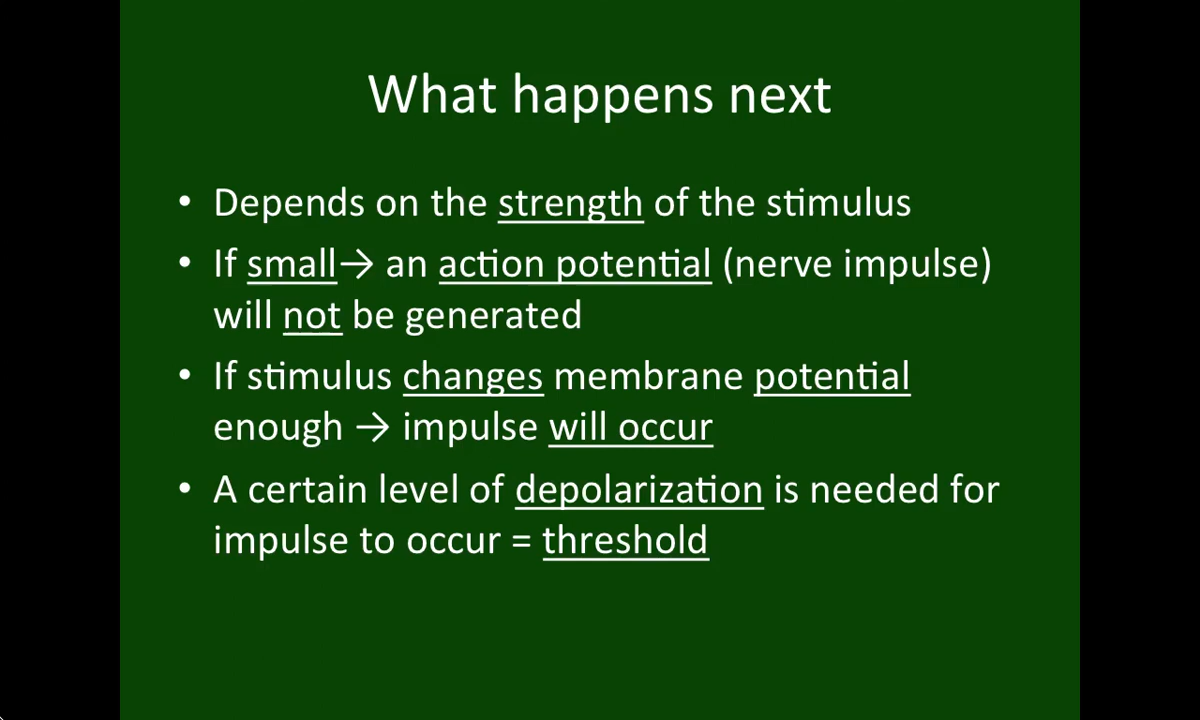 What happens next
• Depends on the strength of the stimulus
• If small→ an action potential (nerve impulse)
will not be generated
• If stimulus changes membrane potential
enough → impulse will occur
• A certain level of depolarization is needed for
impulse to occur = threshold